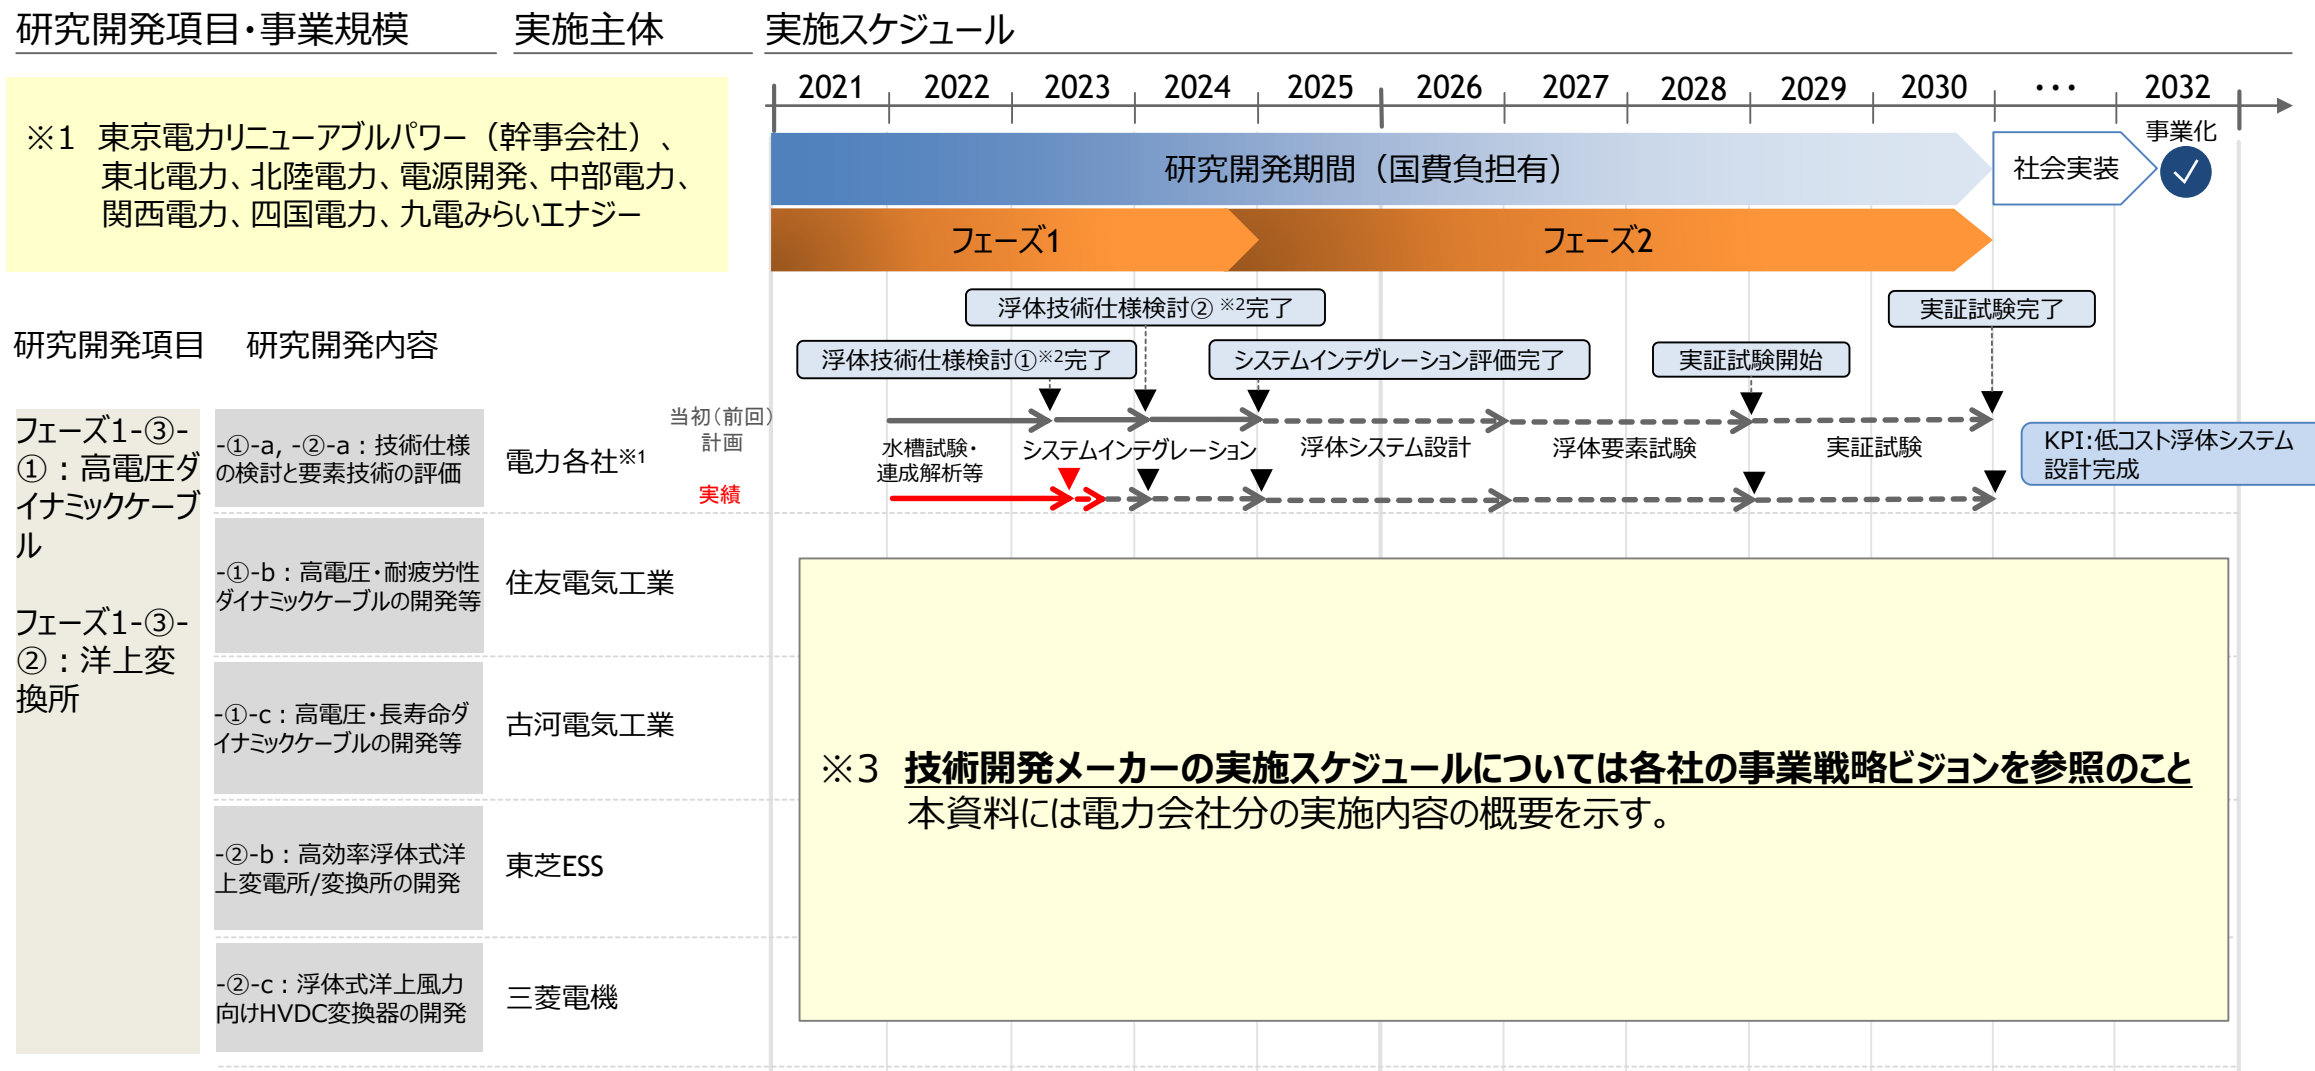 研究開発項目・事業規模
実施主体
実施スケジュール
※1 東京電力リニューアブルパワー（幹事会社）、
東北電力、北陸電力、電源開発、中部電力、
関西電力、四国電力、九電みらいエナジー
2021 2022 2023 2024 2025 2026 2027 2028 2029 2030 ・・・ 2032
事業化
研究開発期間（国費負担有）
社会実装
フェーズ1
フェーズ2
研究開発項目
研究開発内容
浮体技術仕様検討② ※2完了
実証試験完了
浮体技術仕様検討①※2完了
システムインテグレーション評価完了
実証試験開始
フェーズ1-③-
①：高電圧ダ
イナミックケーブ
ル
フェーズ1-③-
②：洋上変
換所
-①-a, -②-a：技術仕様
の検討と要素技術の評価
電力各社※1
当初（前回）
計画
実績
水槽試験・
連成解析等
システムインテグレーション
浮体システム設計
浮体要素試験
実証試験
KPI:低コスト浮体システム
設計完成
-①-b：高電圧・耐疲労性
ダイナミックケーブルの開発等
住友電気工業
-①-c：高電圧・長寿命ダ
イナミックケーブルの開発等
古河電気工業
-②-b：高効率浮体式洋
上変電所/変換所の開発
東芝ESS
-②-c：浮体式洋上風力
向けHVDC変換器の開発
三菱電機
※3 技術開発メーカーの実施スケジュールについては各社の事業戦略ビジョンを参照のこと
本資料には電力会社分の実施内容の概要を示す。